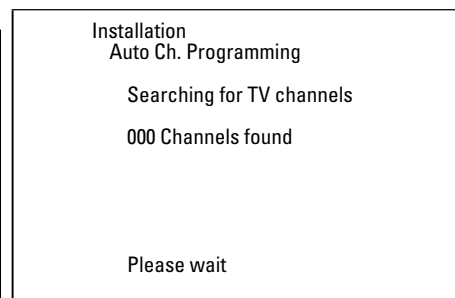 Installation
Auto Ch. Programming
Searching for TV channels
000 Channels found
Please wait